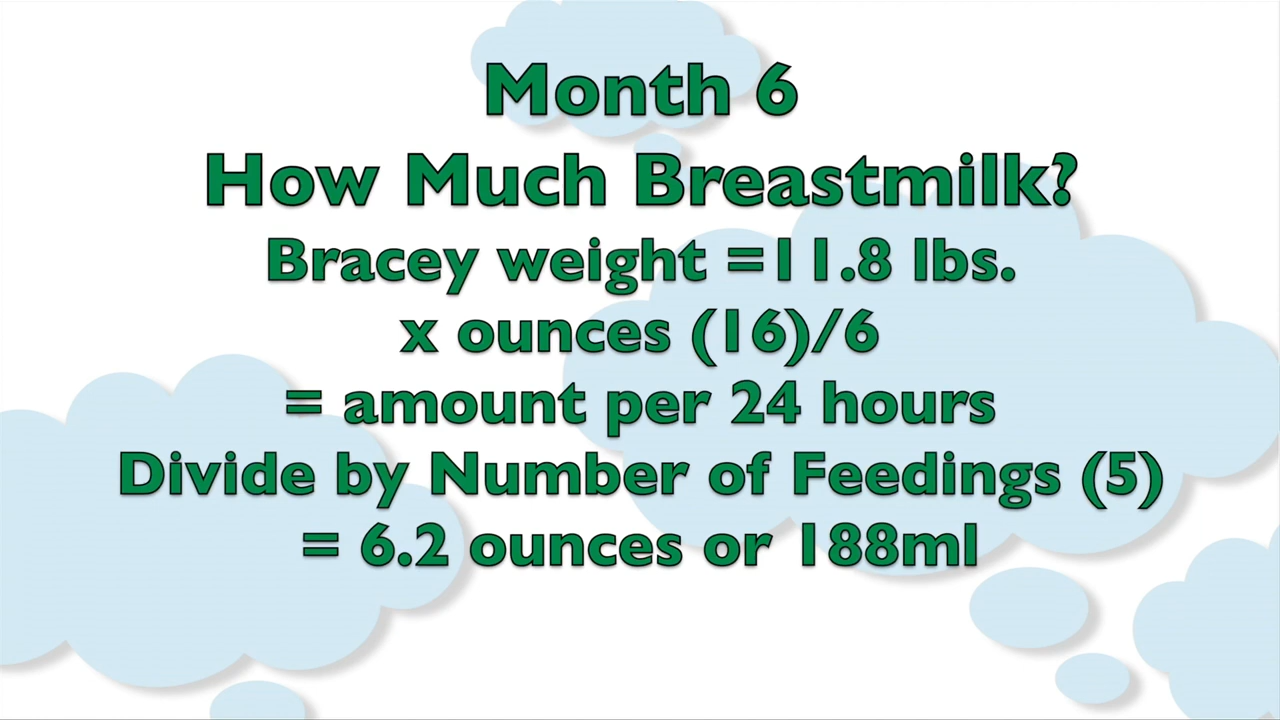 Month 6
How Much Breastmilk?
Bracey weight =11.8 lbs.
x ounces (16)/6
= amount per 24 hours
Divide by Number of Feedings (5)
= 6.2 ounces or 188ml